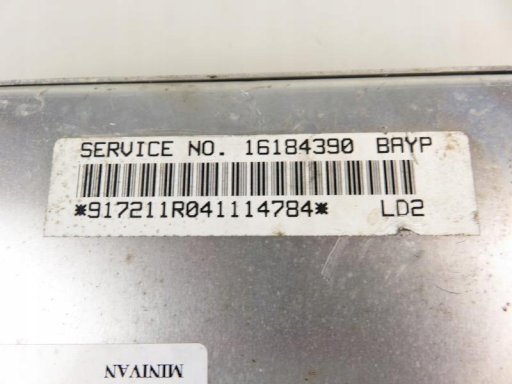 SERVICE NO. 16184390 BAYP
*917211R041114784* LD2
MINIVAN